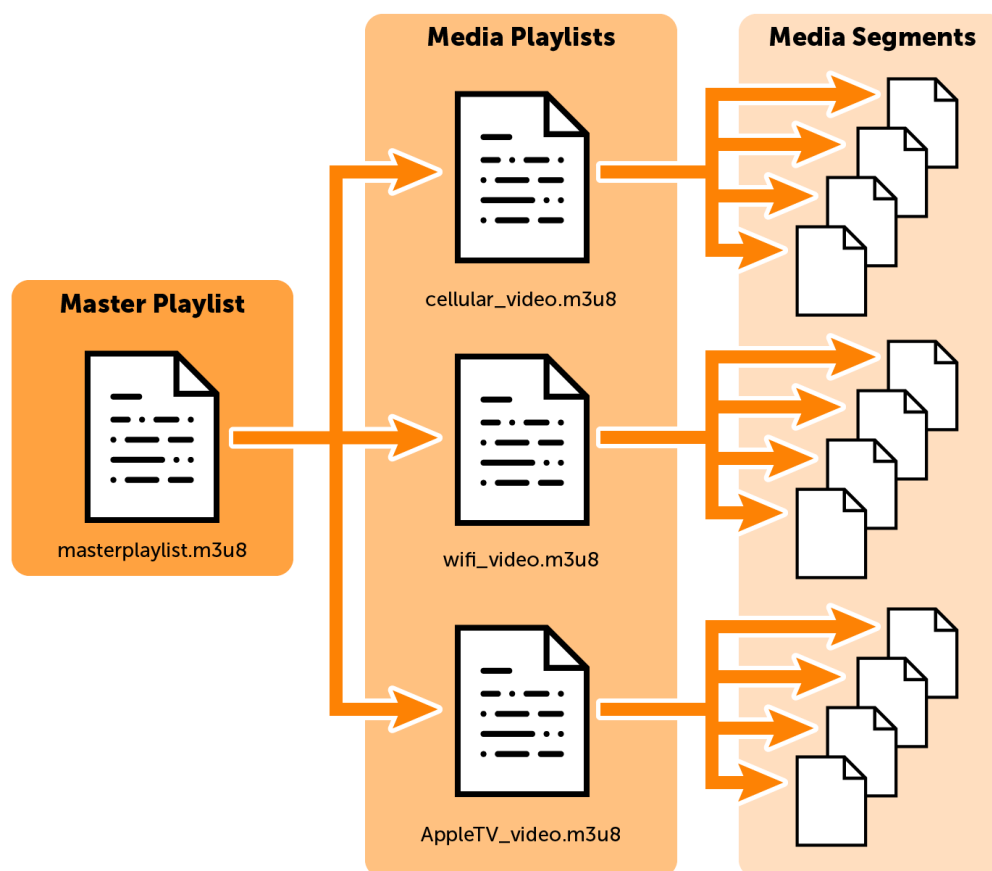 Media Playlists
Media Segments
cellular_video.m3u8
Master Playlist
masterplaylist.m3u8
wifi_video.m3u8
AppleTV_video.m3u8